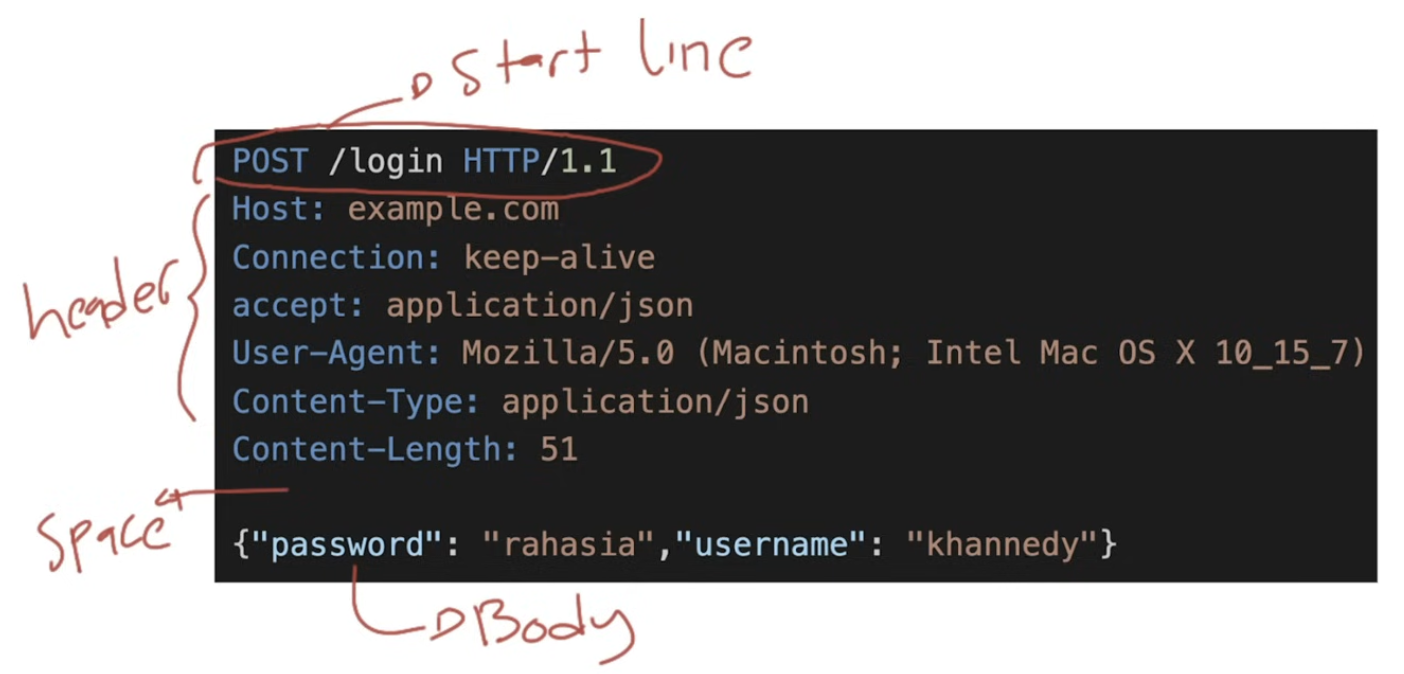 Start line
POST /login HTTP/1.1
Host: example.com
Connection: keep-alive
header
accept: application/json
User-Agent: Mozilla/5.0 (Macintosh; Intel Mac OS X 10_15_7)
Content-Type: application/json
Content-Length: 51
Space
{"password": "rahasia","username": "khannedy"}
Body